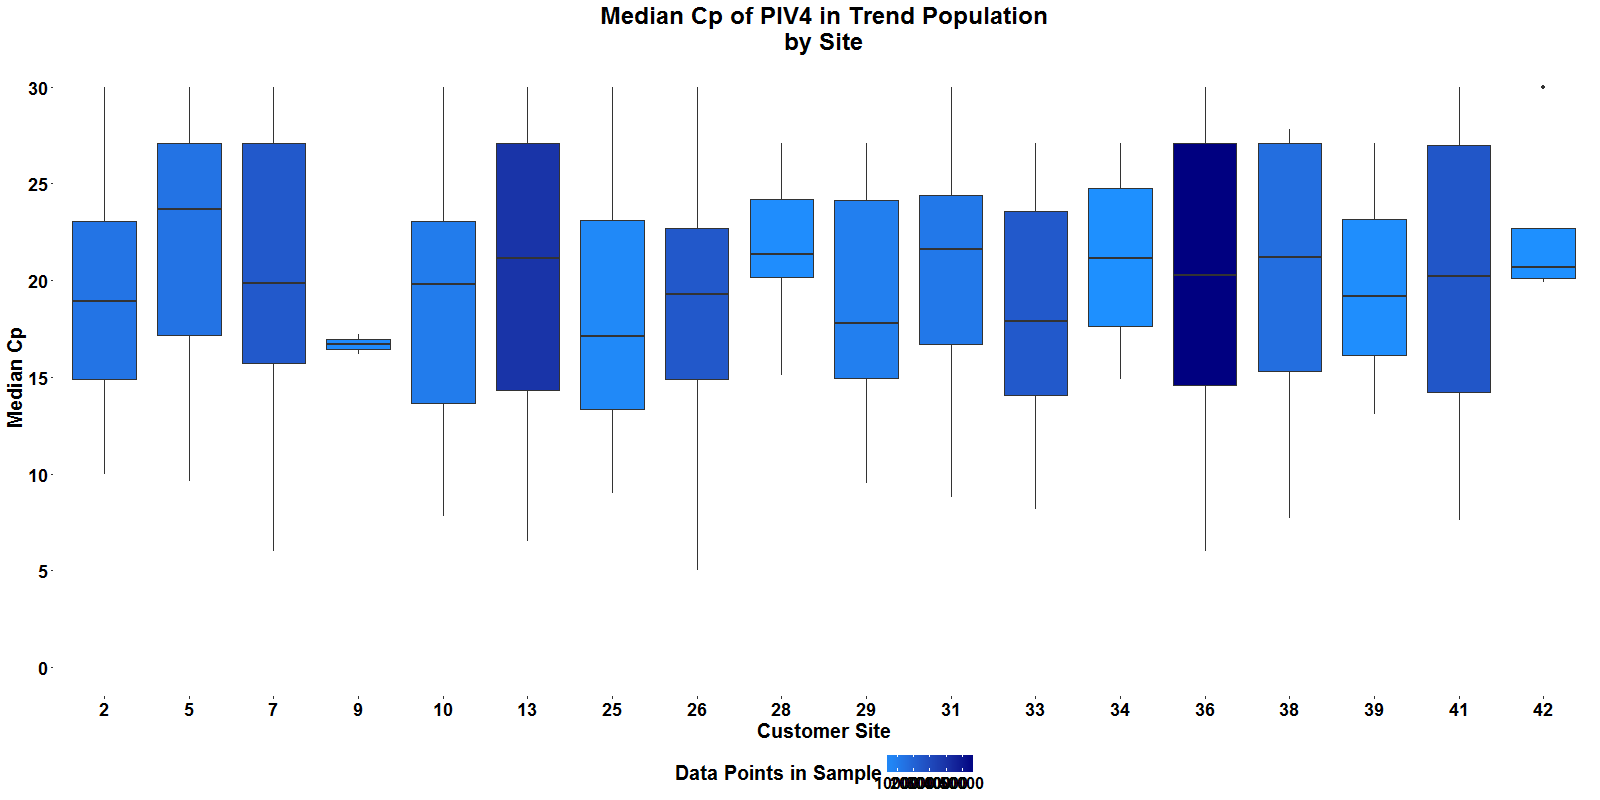 Median Cp of PIV4 in Trend Population
by Site
30
25
20
15
10
5
0
Median Cp
2 5 7 9 10 13 25 26 28 29 31 33 34 36 38 39 41 42
Customer Site
Data Points in Sample